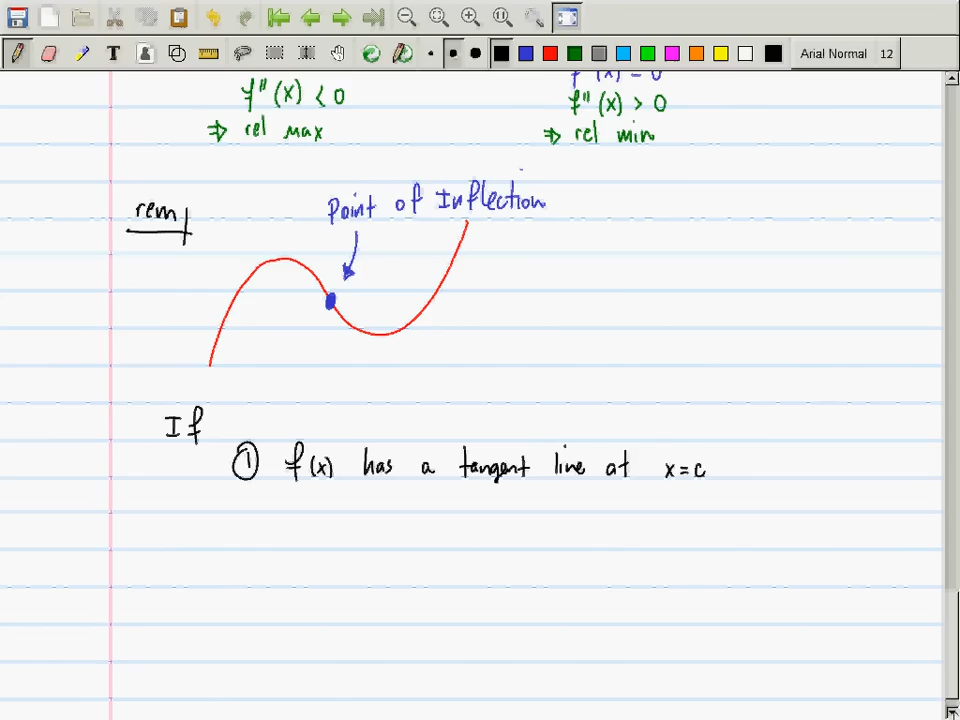 T
Arial Normal 12
f'(x) = 0
f''(x) < 0
f''(x) > 0
⇒ rel max
⇒ rel min
rem
Point of Inflection
If
① f(x) has a tangent line at x=c